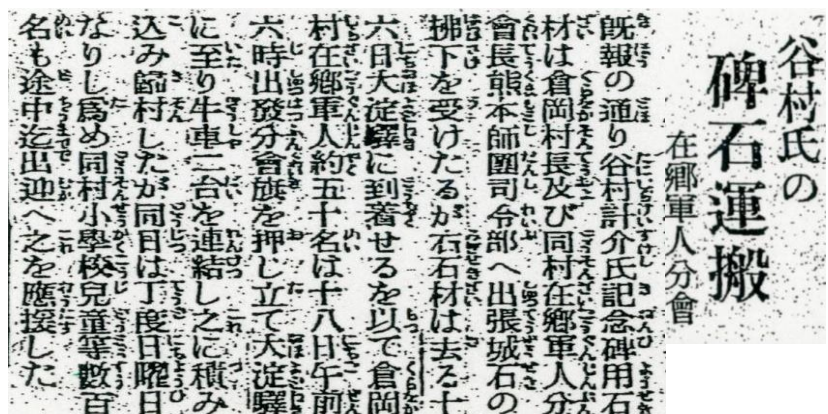 谷村氏の
碑石運搬
在鄕軍人分會
既報の通り谷村計介氏記念碑用石
材は倉岡村長及び同村在鄕軍人分
會長熊本師團司令部へ出張城石の
拂下を受けたるが右石材は去る十
六日大淀驛に到着せるを以て倉岡
村在鄕軍人約五十名は十八日午前
六時出發分會旗を押し立て大淀驛
に至り牛車二台を連結し之に積み
込み歸村したが同日は丁度日曜日
なりし爲め同村小學校兒童等數百
名も途中迄出迎へ之を應援した